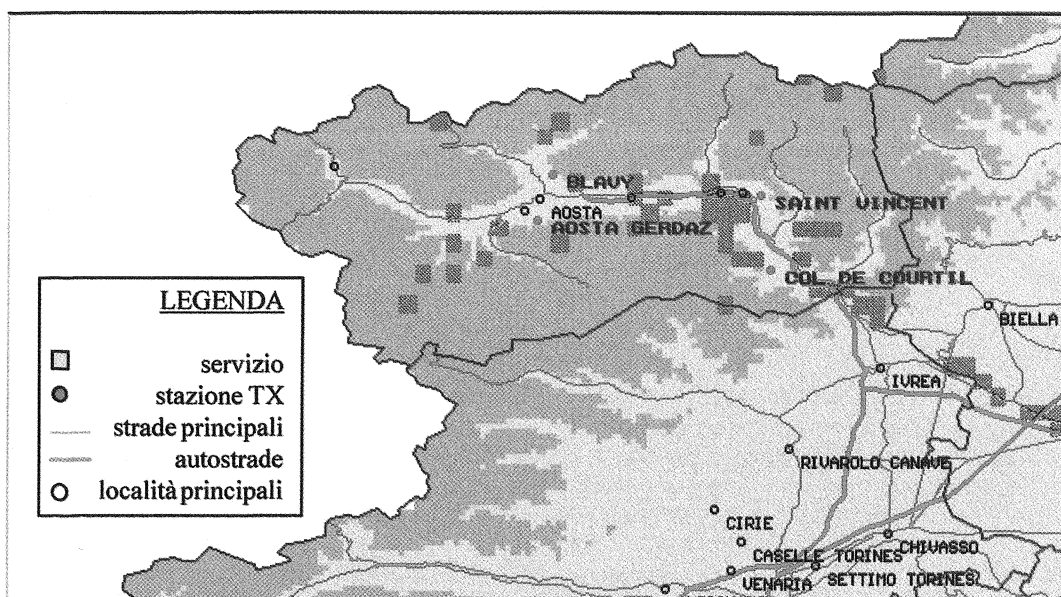 BLAVY
SAINT VINCENT
AOSTA
AOSTA GERDAZ
COL DE COURTIL
LEGENDA
servizio
stazione TX
strade principali
autostrade
località principali
BIELLA
IVREA
RIVAROLO CANAVE
CIRIE
CASELLE TORINES
CHIVASSO
VENARIA
SETTIMO TORINES